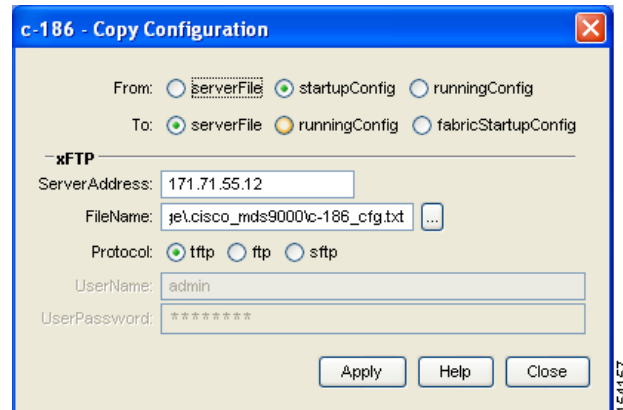 c-186 - Copy Configuration
From: serverFile startupConfig runningConfig
To: serverFile runningConfig fabricStartupConfig
xFTP
ServerAddress: 171.71.55.12
FileName: ge\.cisco_mds9000\c-186_cfg.txt ...
Protocol: tftp ftp sftp
UserName: admin
UserPassword: ********
Apply Help Close
154157